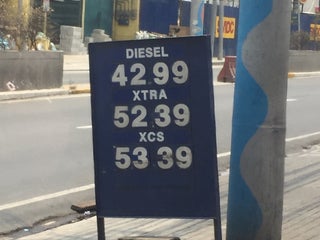 DIESEL
42.99
XTRA
52.39
XCS
53.39